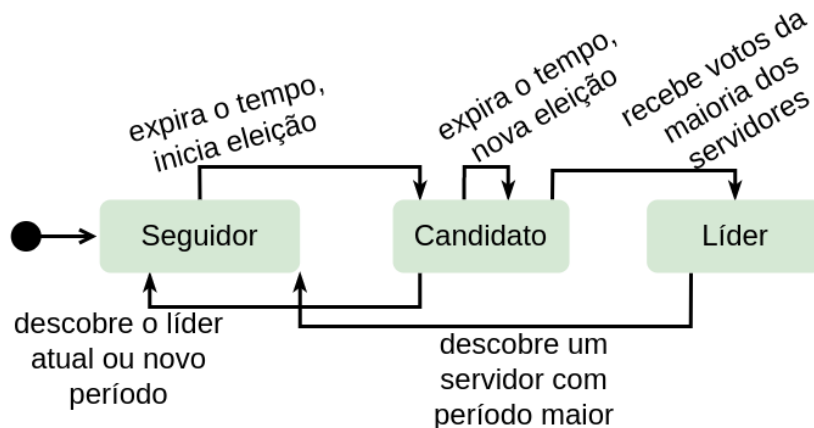 expira o tempo,
inicia eleição
expira o tempo,
nova eleição
recebe votos da
maioria dos
servidores
Seguidor
Candidato
Líder
descobre o líder
atual ou novo
período
descobre um
servidor com
período maior